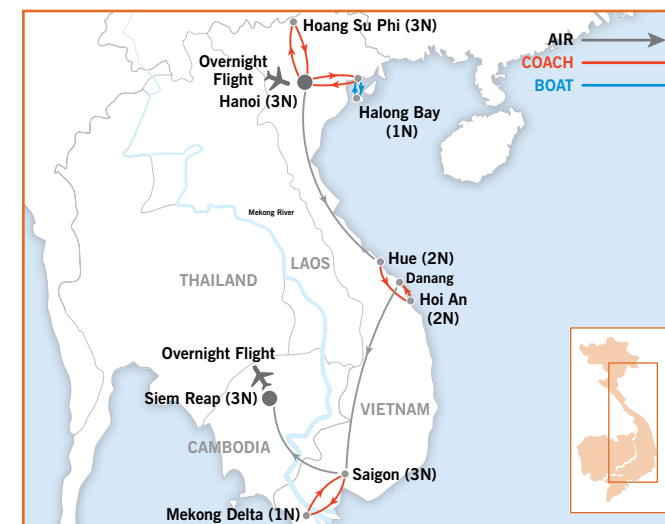 Hoang Su Phi (3N)
AIR
COACH
BOAT
Overnight
Flight
Hanoi (3N)
Halong Bay
(1N)
Mekong River
Hue (2N)
LAOS
Danang
THAILAND
Hoi An
(2N)
Overnight Flight
Siem Reap (3N)
VIETNAM
CAMBODIA
Saigon (3N)
Mekong Delta (1N)